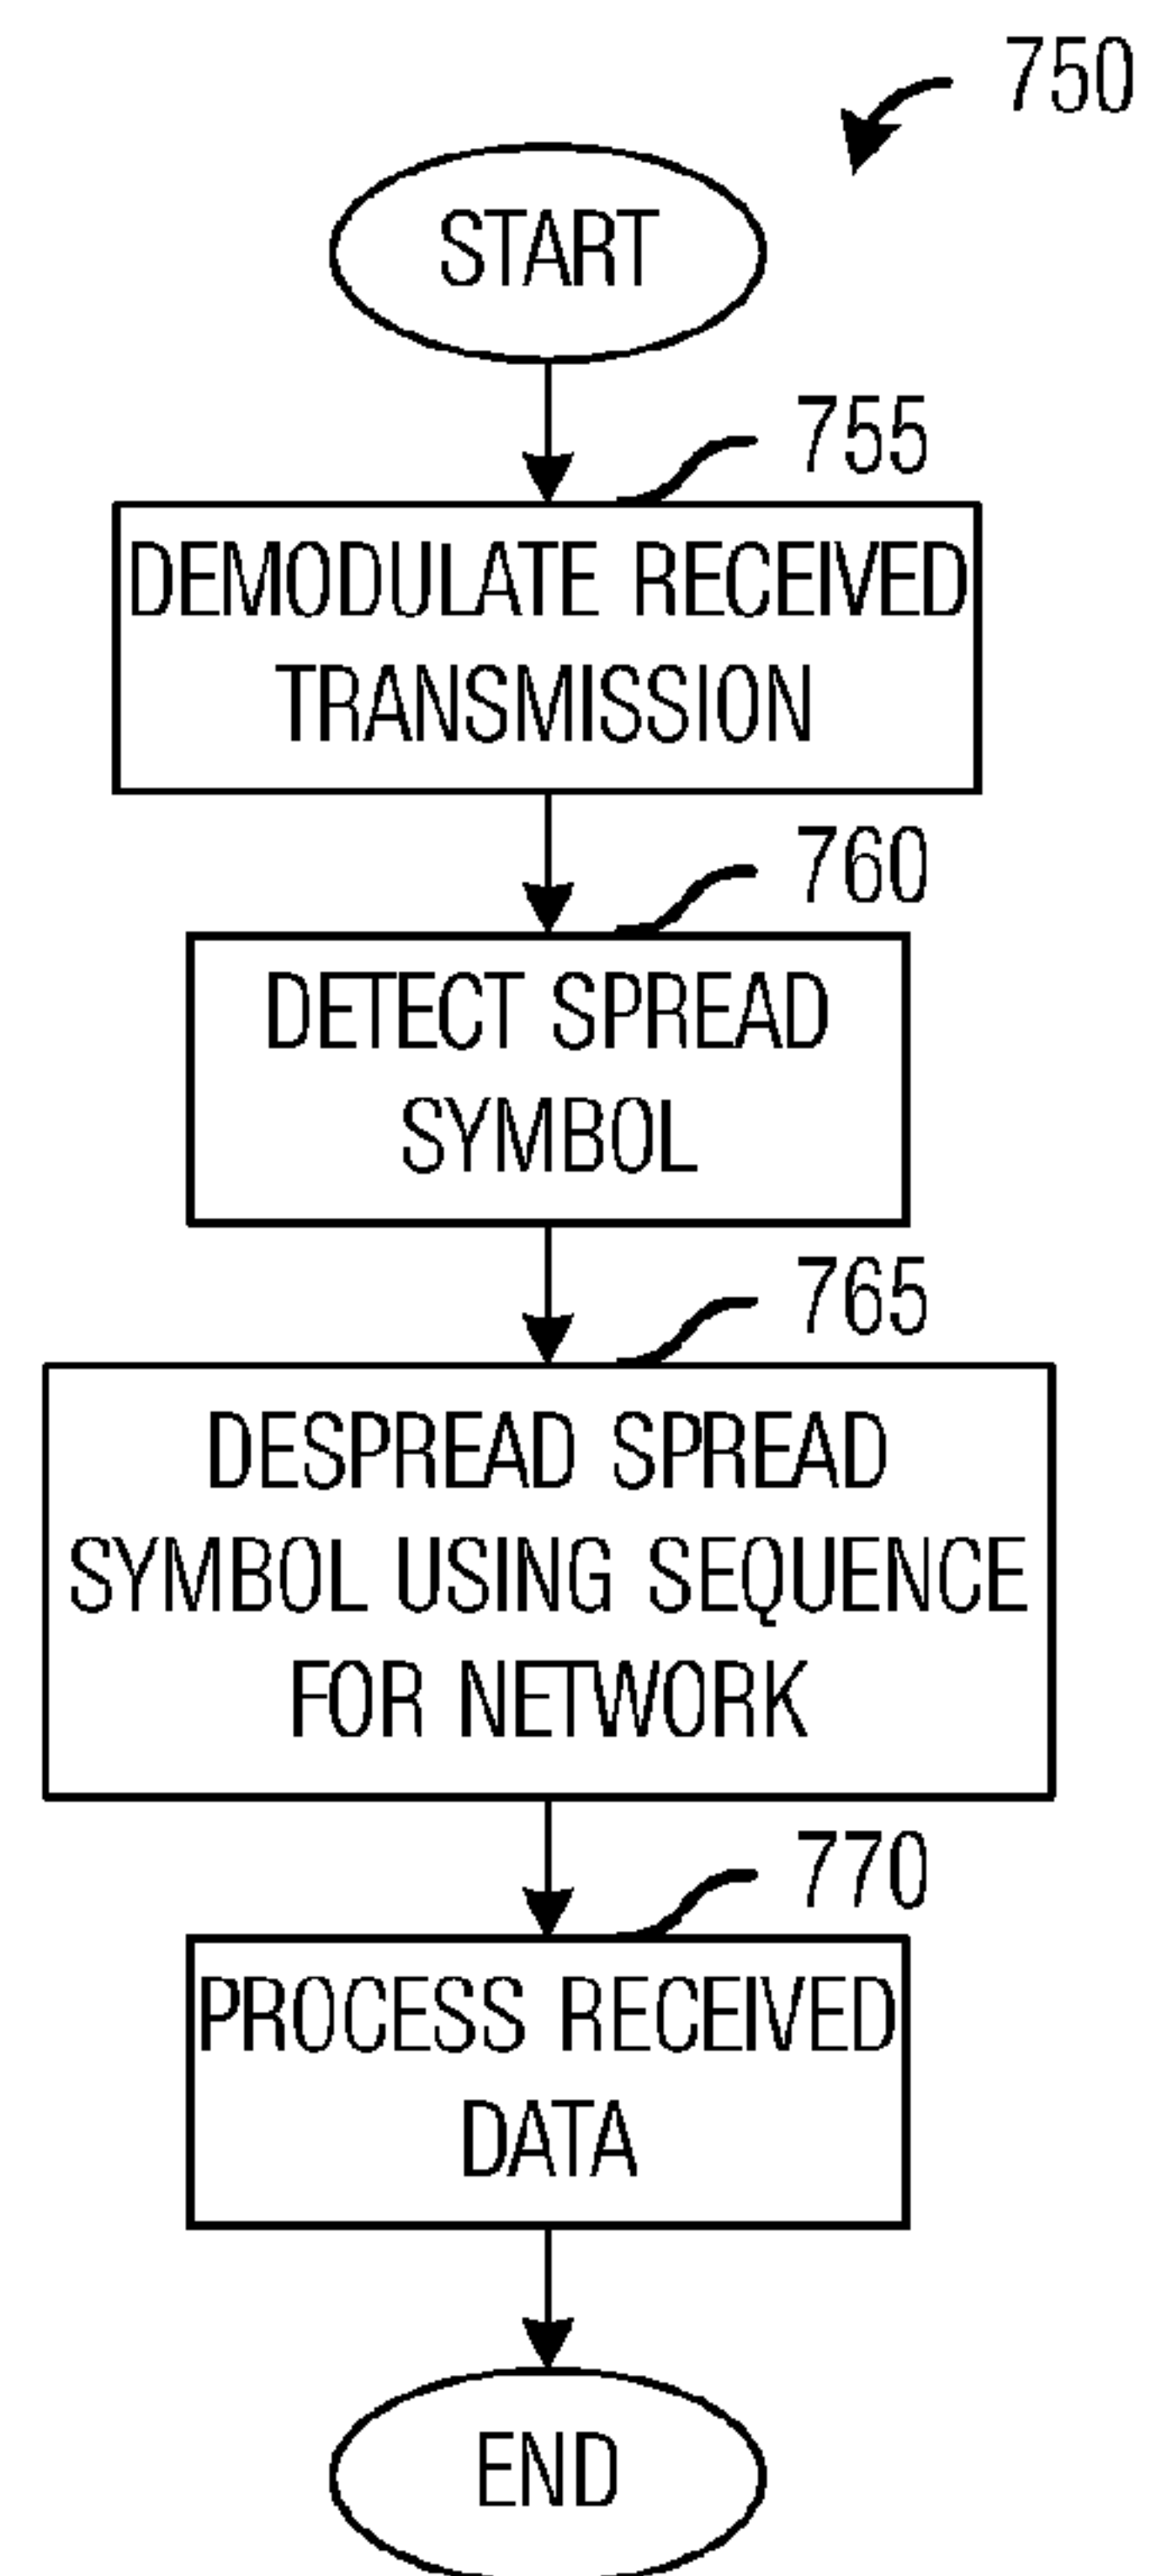 750
START
755
DEMODULATE RECEIVED
TRANSMISSION
760
DETECT SPREAD
SYMBOL
765
DESPREAD SPREAD
SYMBOL USING SEQUENCE
FOR NETWORK
770
PROCESS RECEIVED
DATA
END